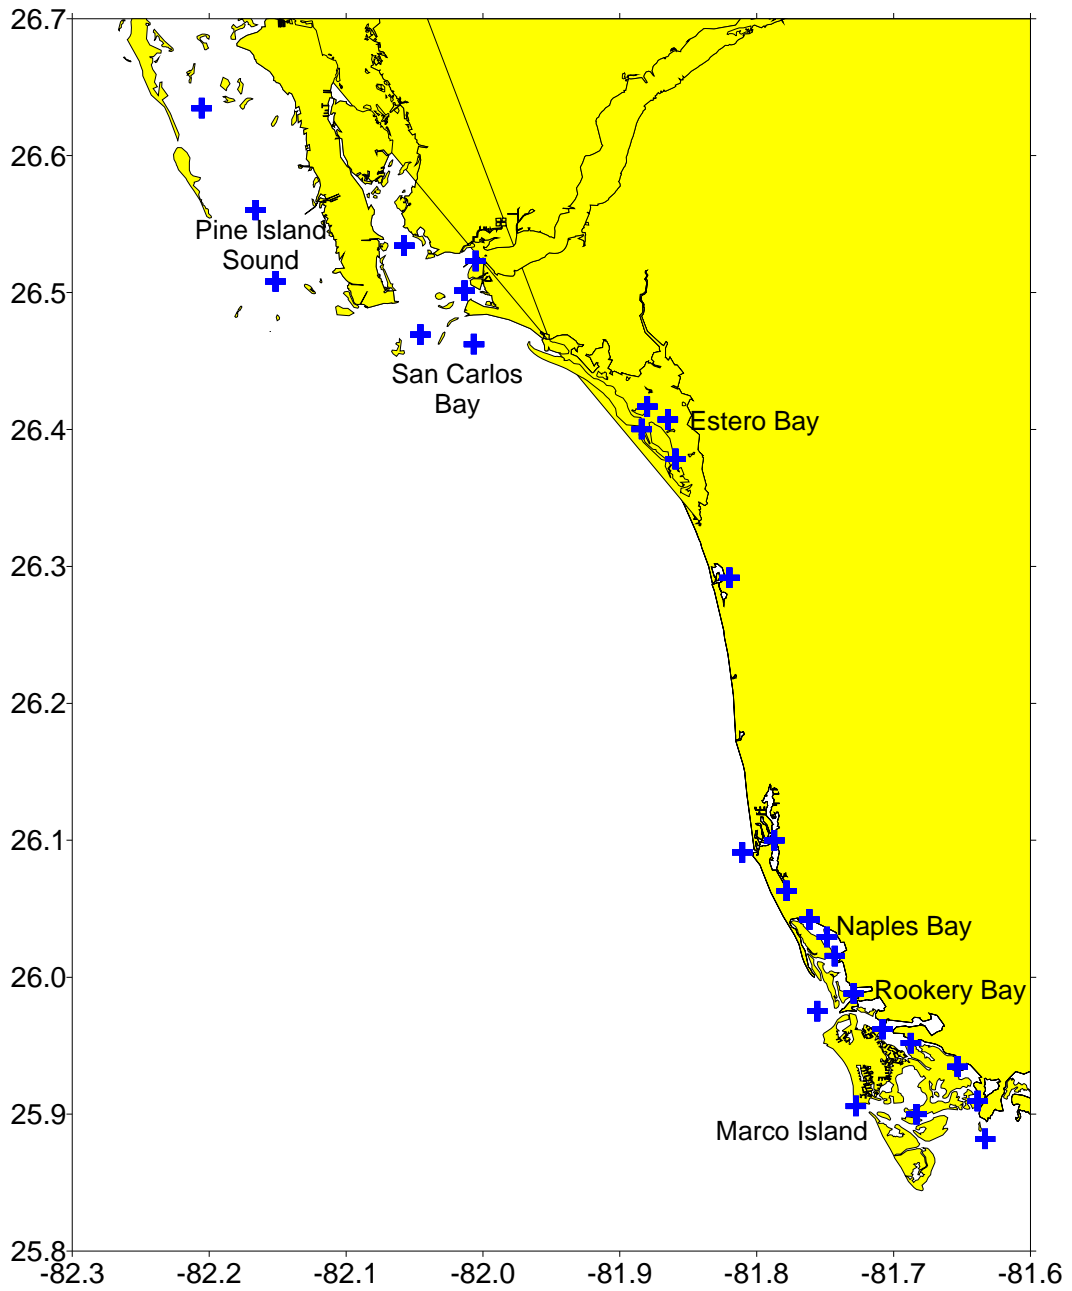 26.7
26.6
Pine Island
Sound
26.5
San Carlos
Bay
26.4
Estero Bay
26.3
26.2
26.1
Naples Bay
26.0
Rookery Bay
25.9
Marco Island
25.8
-82.3 -82.2 -82.1 -82.0 -81.9 -81.8 -81.7 -81.6